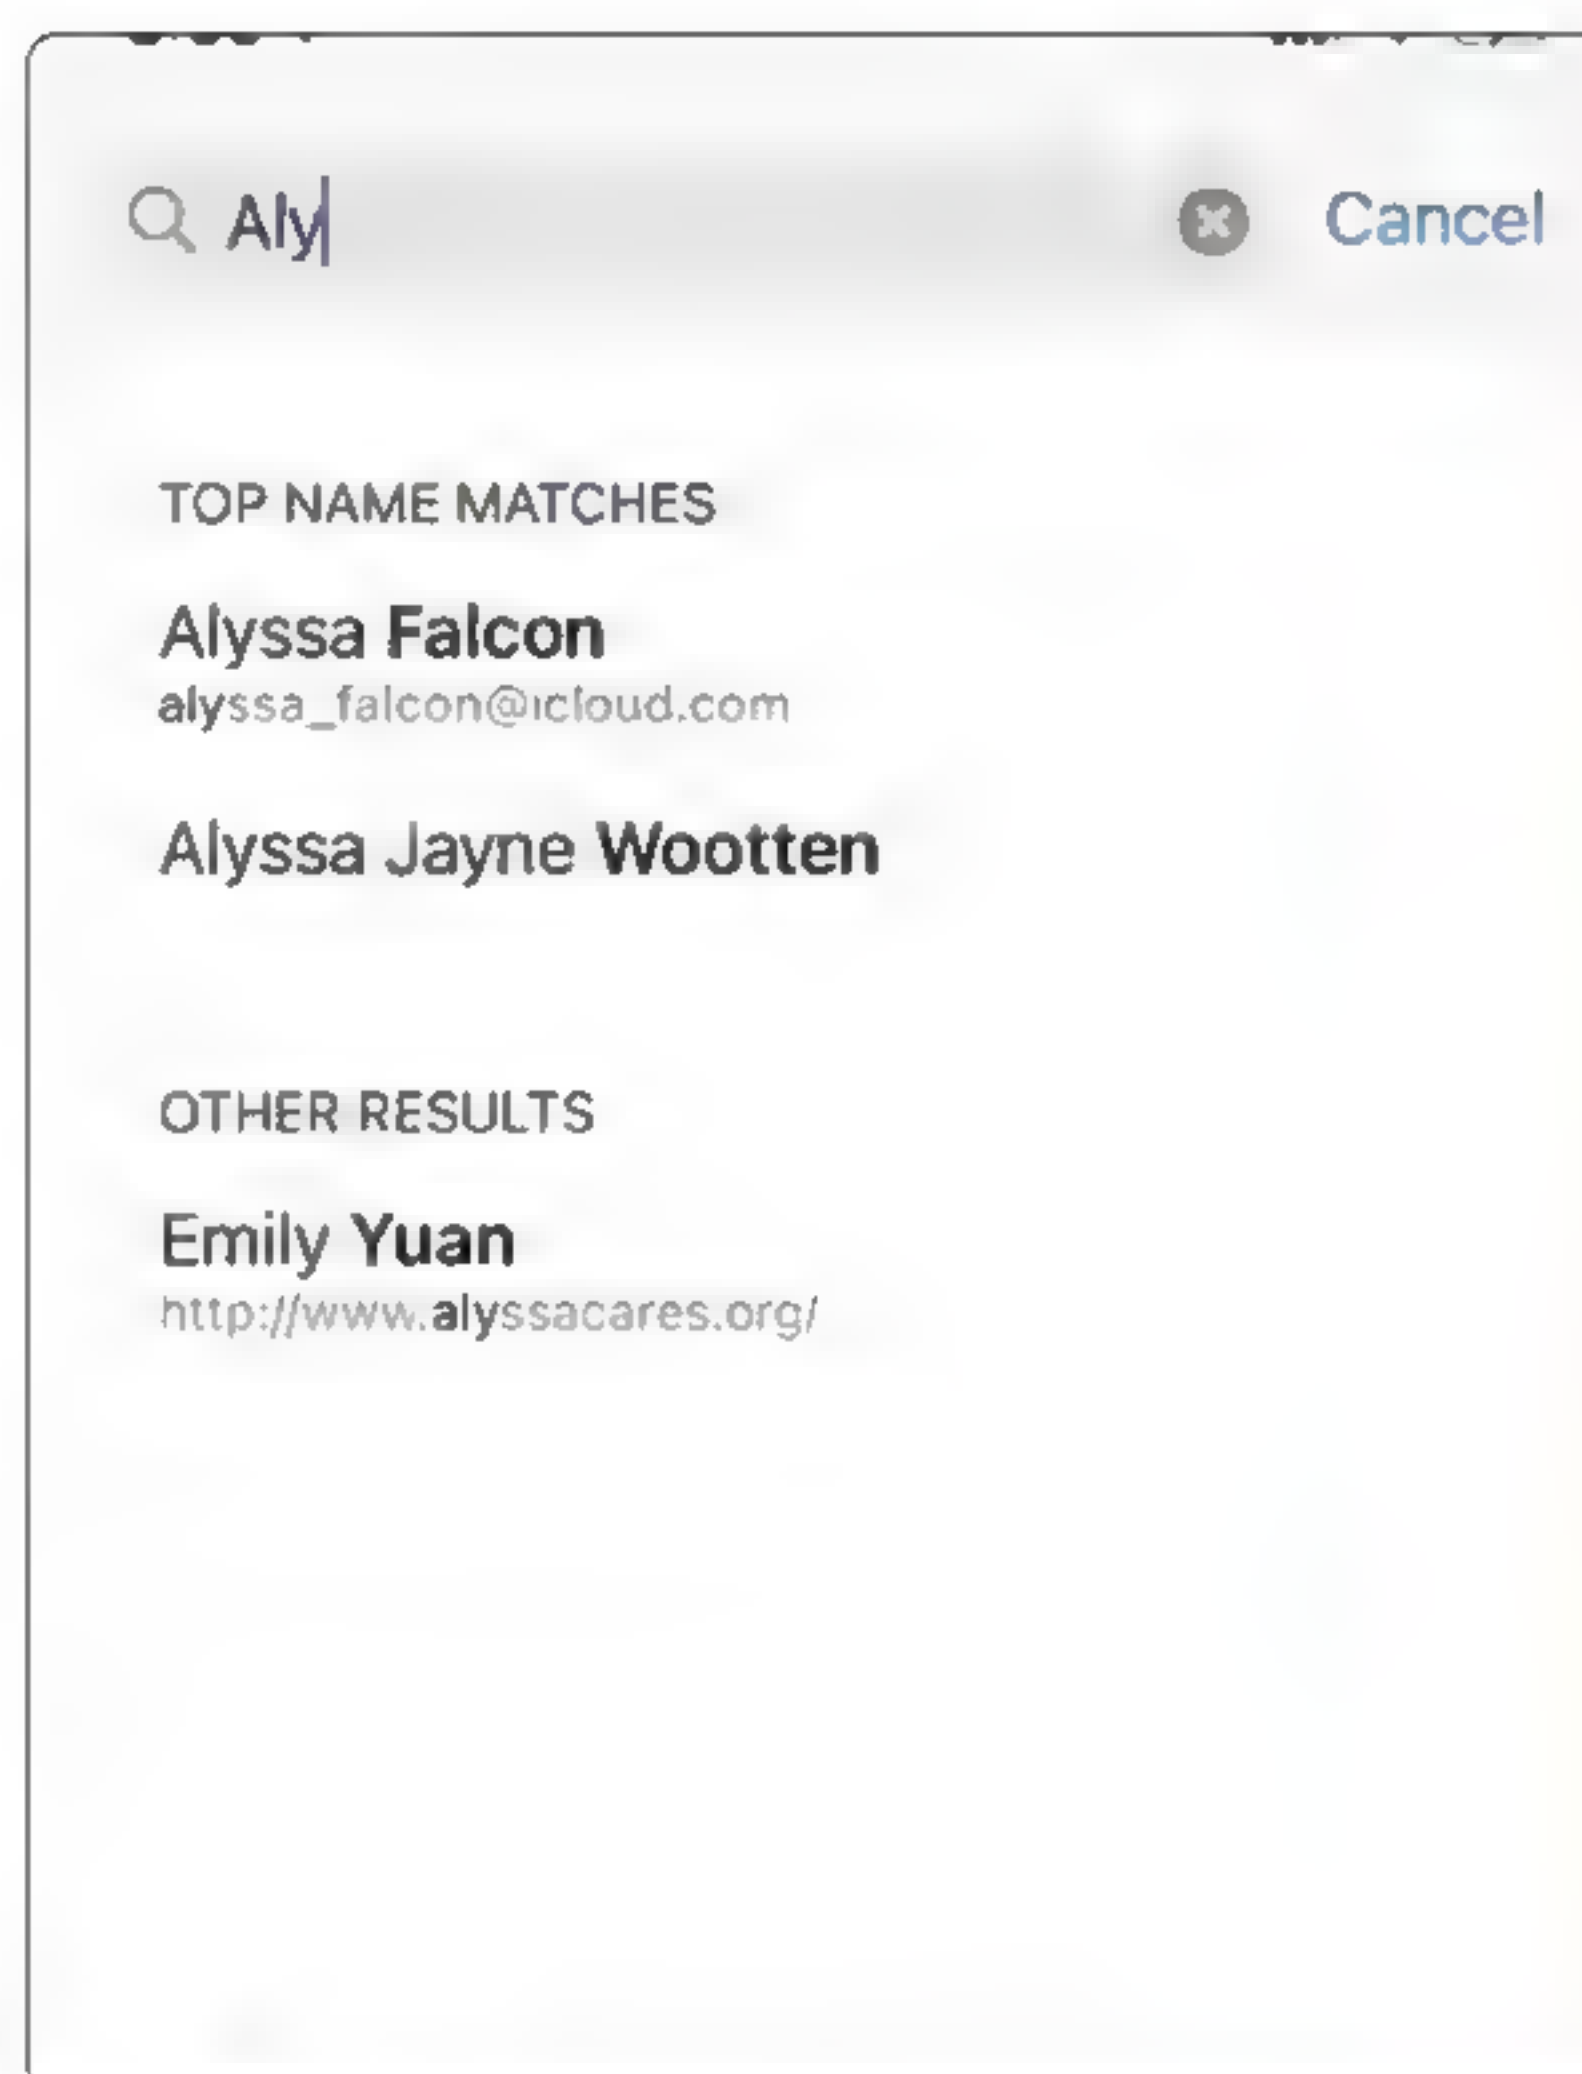 Aly Cancel
TOP NAME MATCHES
Alyssa Falcon
alyssa_falcon@icloud.com
Alyssa Jayne Wootten
OTHER RESULTS
Emily Yuan
http://www.alyssacares.org/